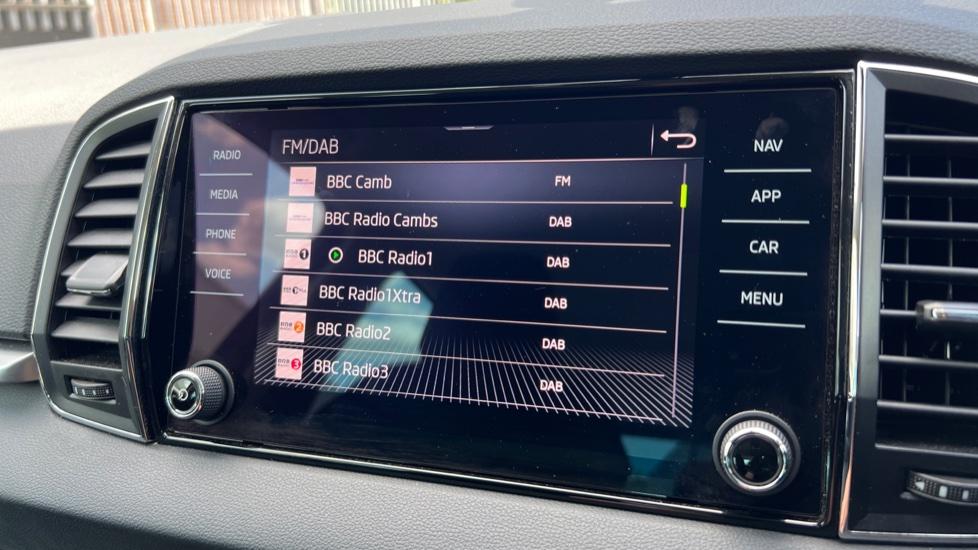 FM/DAB
RADIO
MEDIA
PHONE
VOICE
BBC Camb FM
BBC Radio Cambs DAB
BBC Radio1 DAB
BBC Radio1Xtra DAB
BBC Radio2 DAB
BBC Radio3 DAB
NAV
APP
CAR
MENU